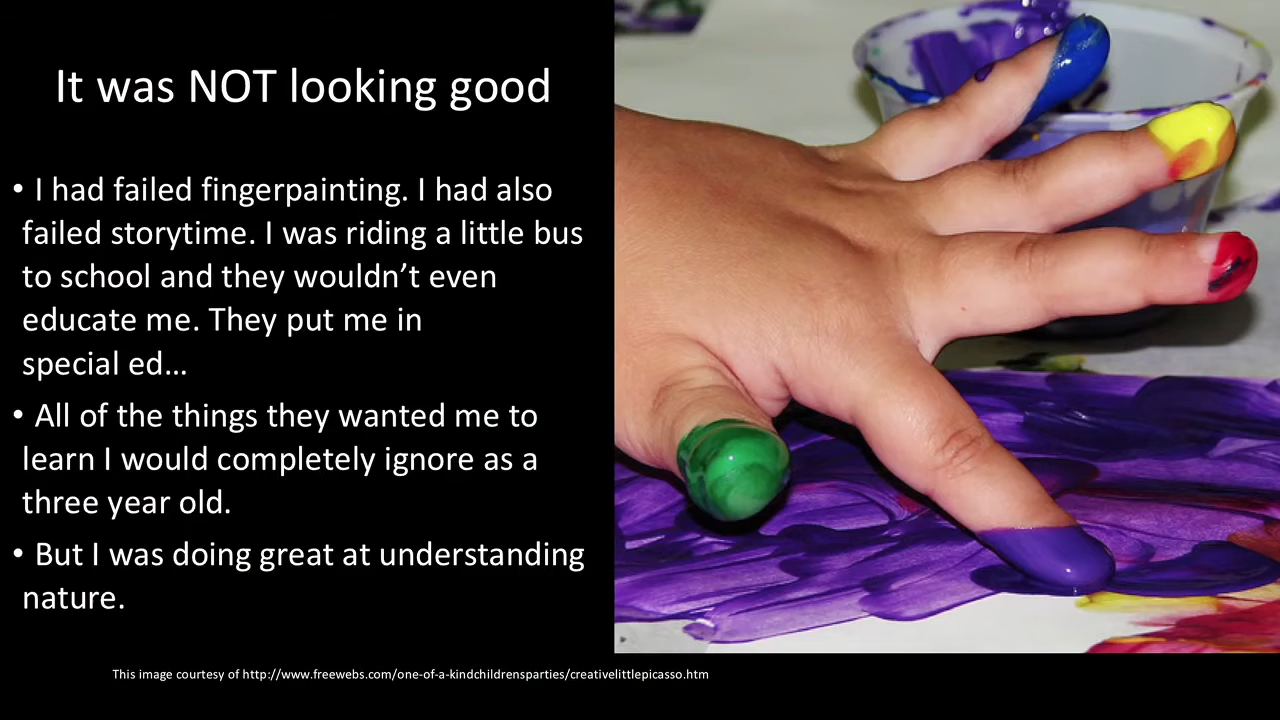 It was NOT looking good
• I had failed fingerpainting. I had also
failed storytime. I was riding a little bus
to school and they wouldn’t even
educate me. They put me in
special ed…
• All of the things they wanted me to
learn I would completely ignore as a
three year old.
• But I was doing great at understanding
nature.
This image courtesy of http://www.freewebs.com/one-of-a-kindchildrensparties/creativelittlepicasso.htm